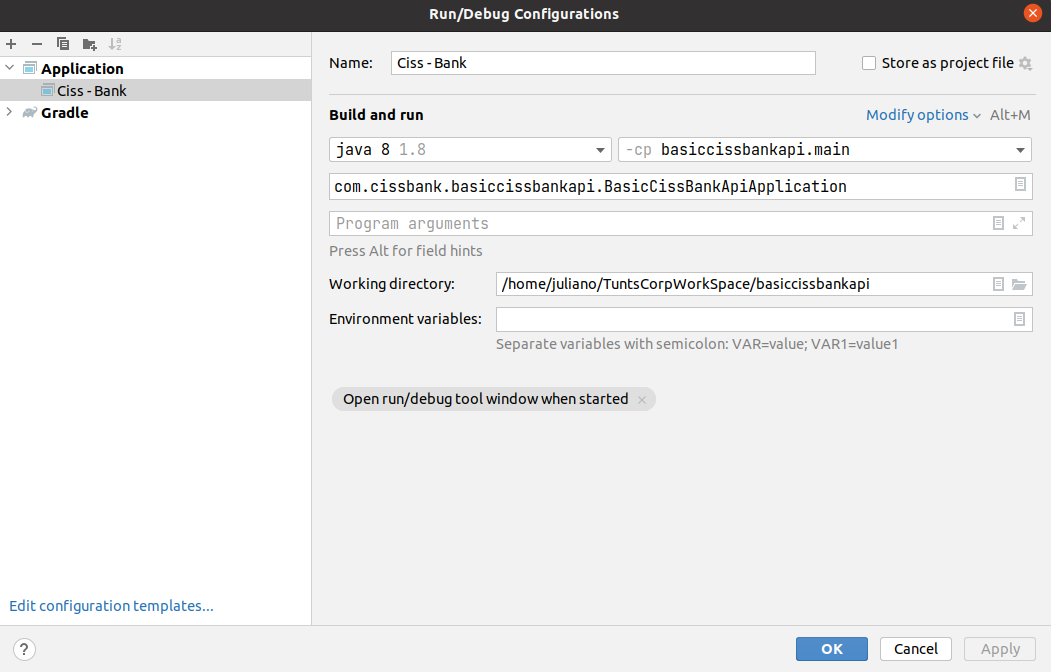 Run/Debug Configurations
Application
Ciss - Bank
Gradle
Edit configuration templates...
Name: Ciss - Bank Store as project file
Build and run Modify options Alt+M
java 8 1.8 -cp basiccissbankapi.main
com.cissbank.basiccissbankapi.BasicCissBankApiApplication
Program arguments
Press Alt for field hints
Working directory: /home/juliano/TuntsCorpWorkSpace/basiccissbankapi
Environment variables:
Separate variables with semicolon: VAR=value; VAR1=value1
Open run/debug tool window when started
? OK Cancel Apply